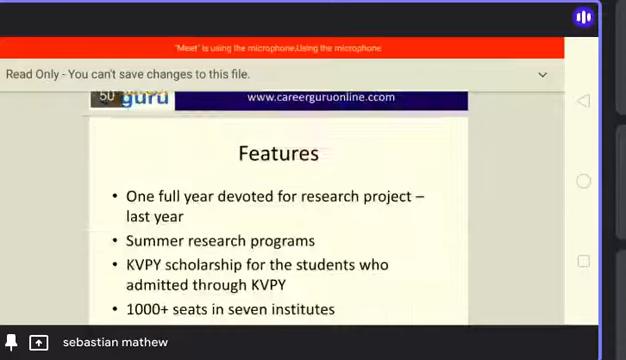 "Meet" is using the microphone,Using the microphone
Read Only - You can't save changes to this file.
50
guru
www.careerguruonline.ccom
Features
• One full year devoted for research project –
last year
• Summer research programs
• KVPY scholarship for the students who
admitted through KVPY
• 1000+ seats in seven institutes
sebastian mathew